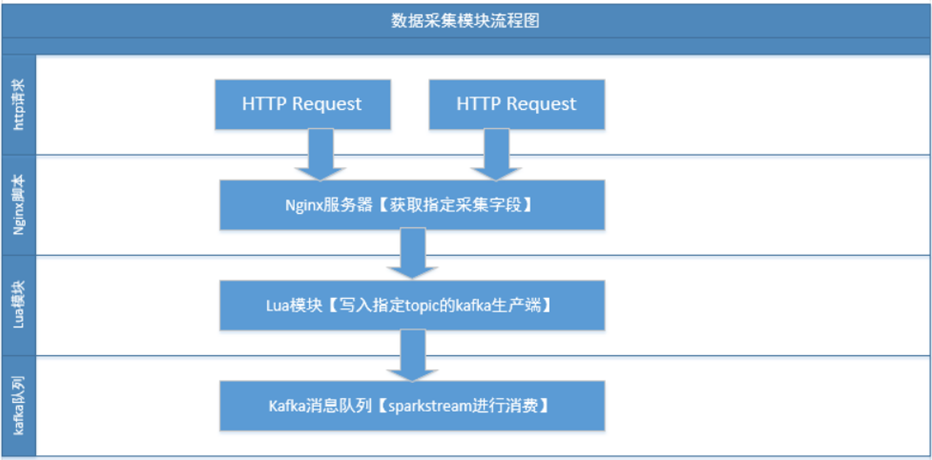 数据采集模块流程图
http请求
HTTP Request
HTTP Request
Nginx脚本
Nginx服务器【获取指定采集字段】
Lua模块
Lua模块【写入指定topic的kafka生产端】
kafka队列
Kafka消息队列【sparkstream进行消费】